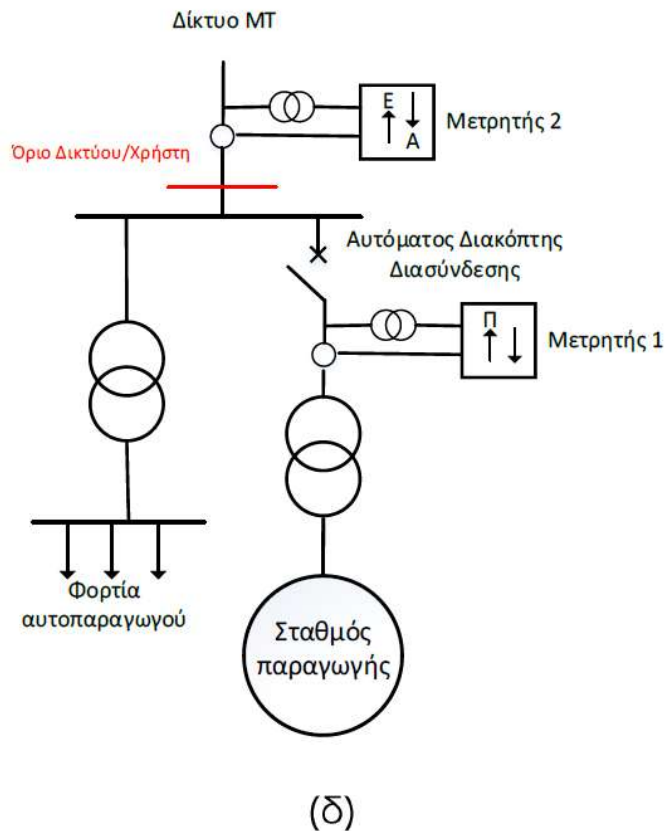 Δίκτυο ΜΤ
Ε
Α
Μετρητής 2
Όριο Δικτύου/Χρήστη
Αυτόματος Διακόπτης
Διασύνδεσης
Π
Μετρητής 1
Φορτία
αυτοπαραγωγού
Σταθμός
παραγωγής
(δ)